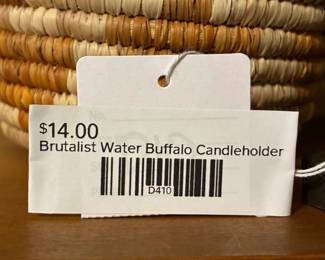 $14.00
Brutalist Water Buffalo Candleholder
D410